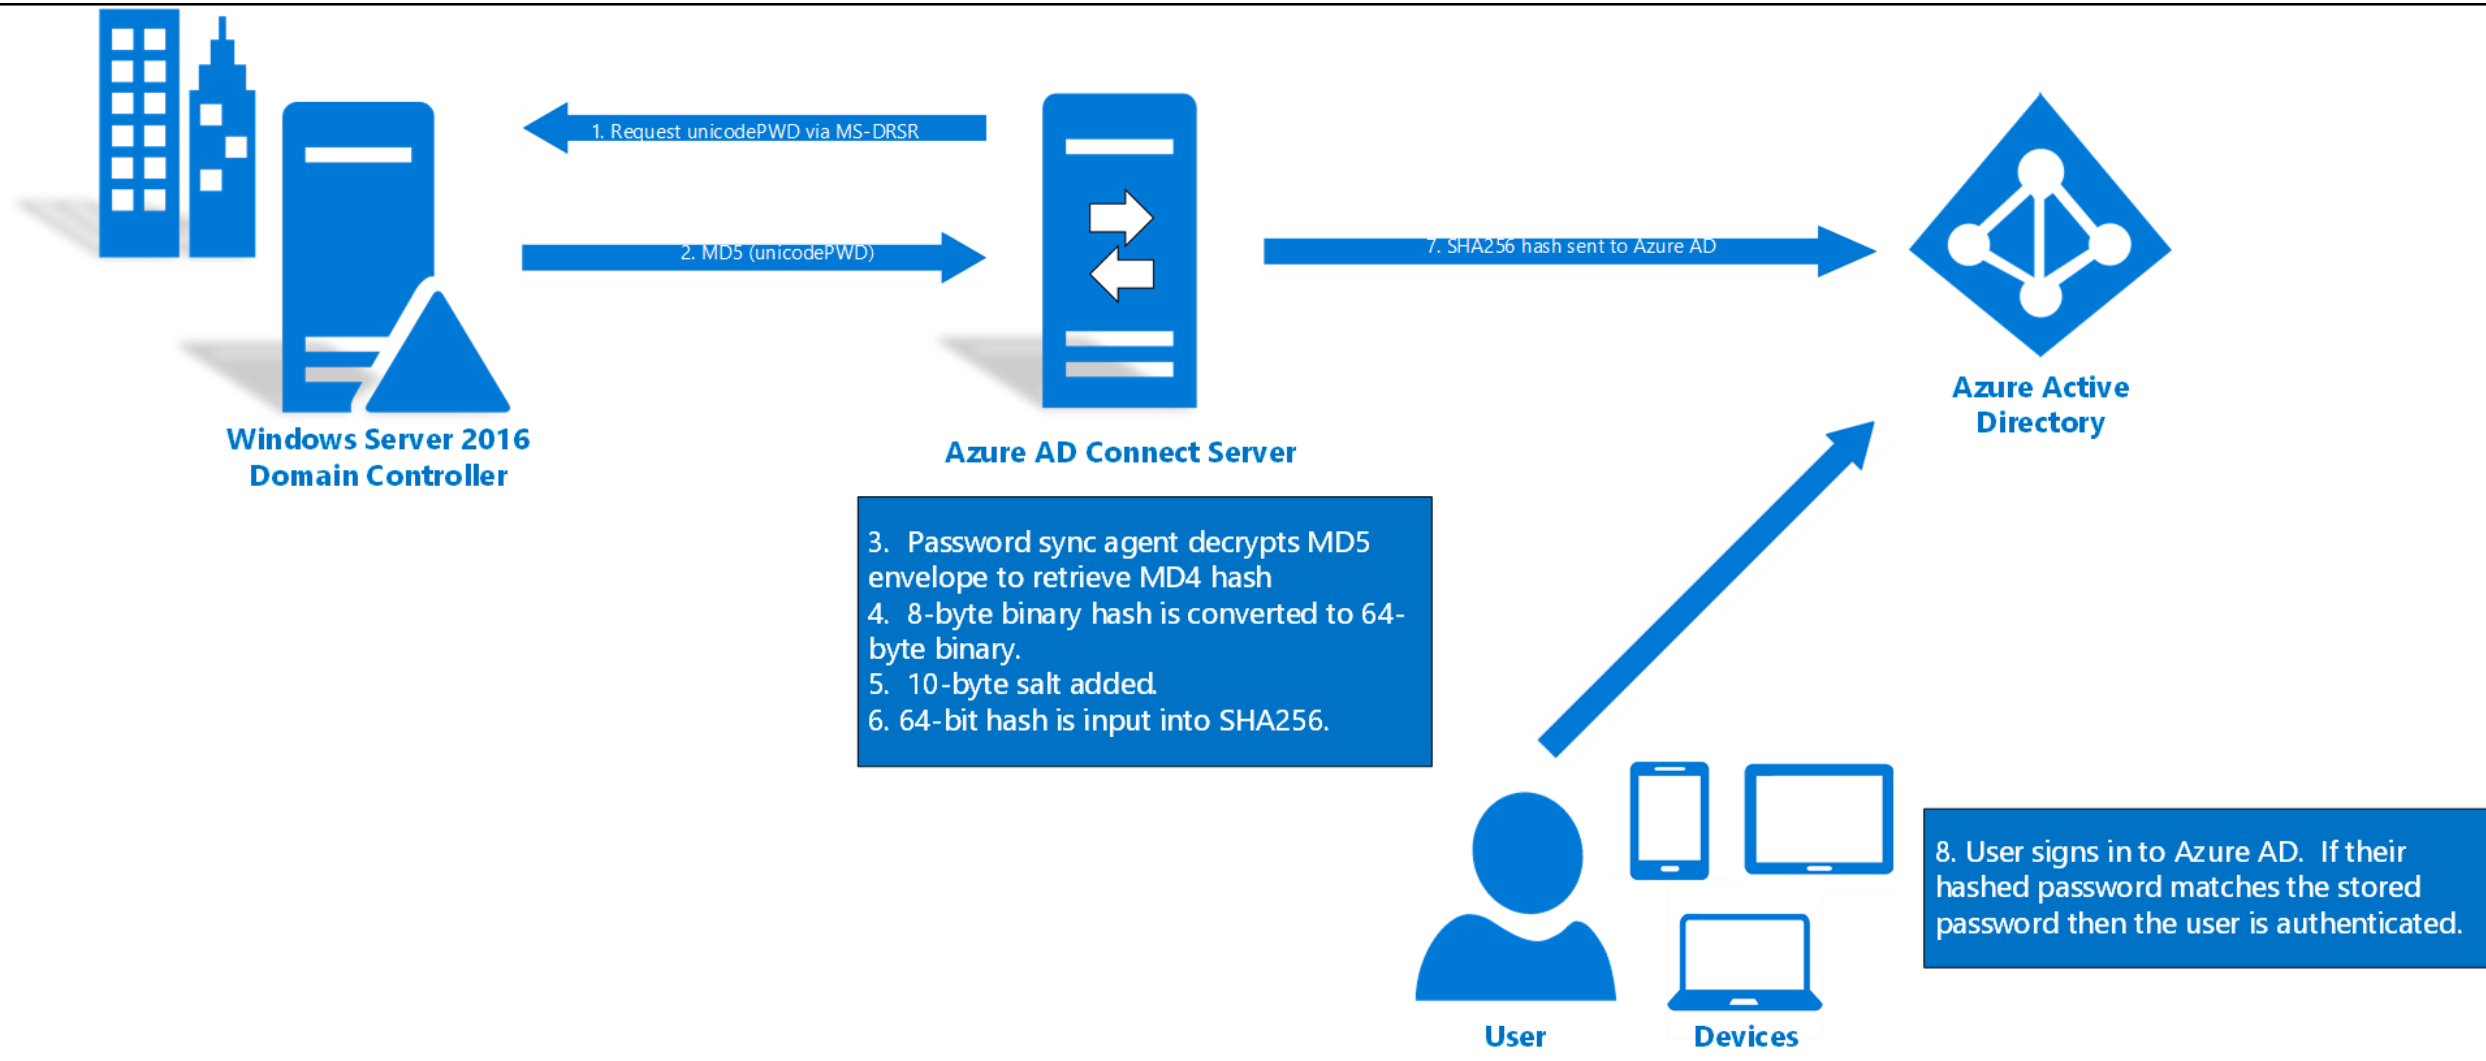 1. Request unicodePWD via MS-DRSR
2. MD5 (unicodePWD)
7. SHA256 hash sent to Azure AD
Windows Server 2016
Domain Controller
Azure AD Connect Server
Azure Active
Directory
3. Password sync agent decrypts MD5
envelope to retrieve MD4 hash
4. 8-byte binary hash is converted to 64-
byte binary.
5. 10-byte salt added.
6. 64-bit hash is input into SHA256.
8. User signs in to Azure AD. If their
hashed password matches the stored
password then the user is authenticated.
User
Devices